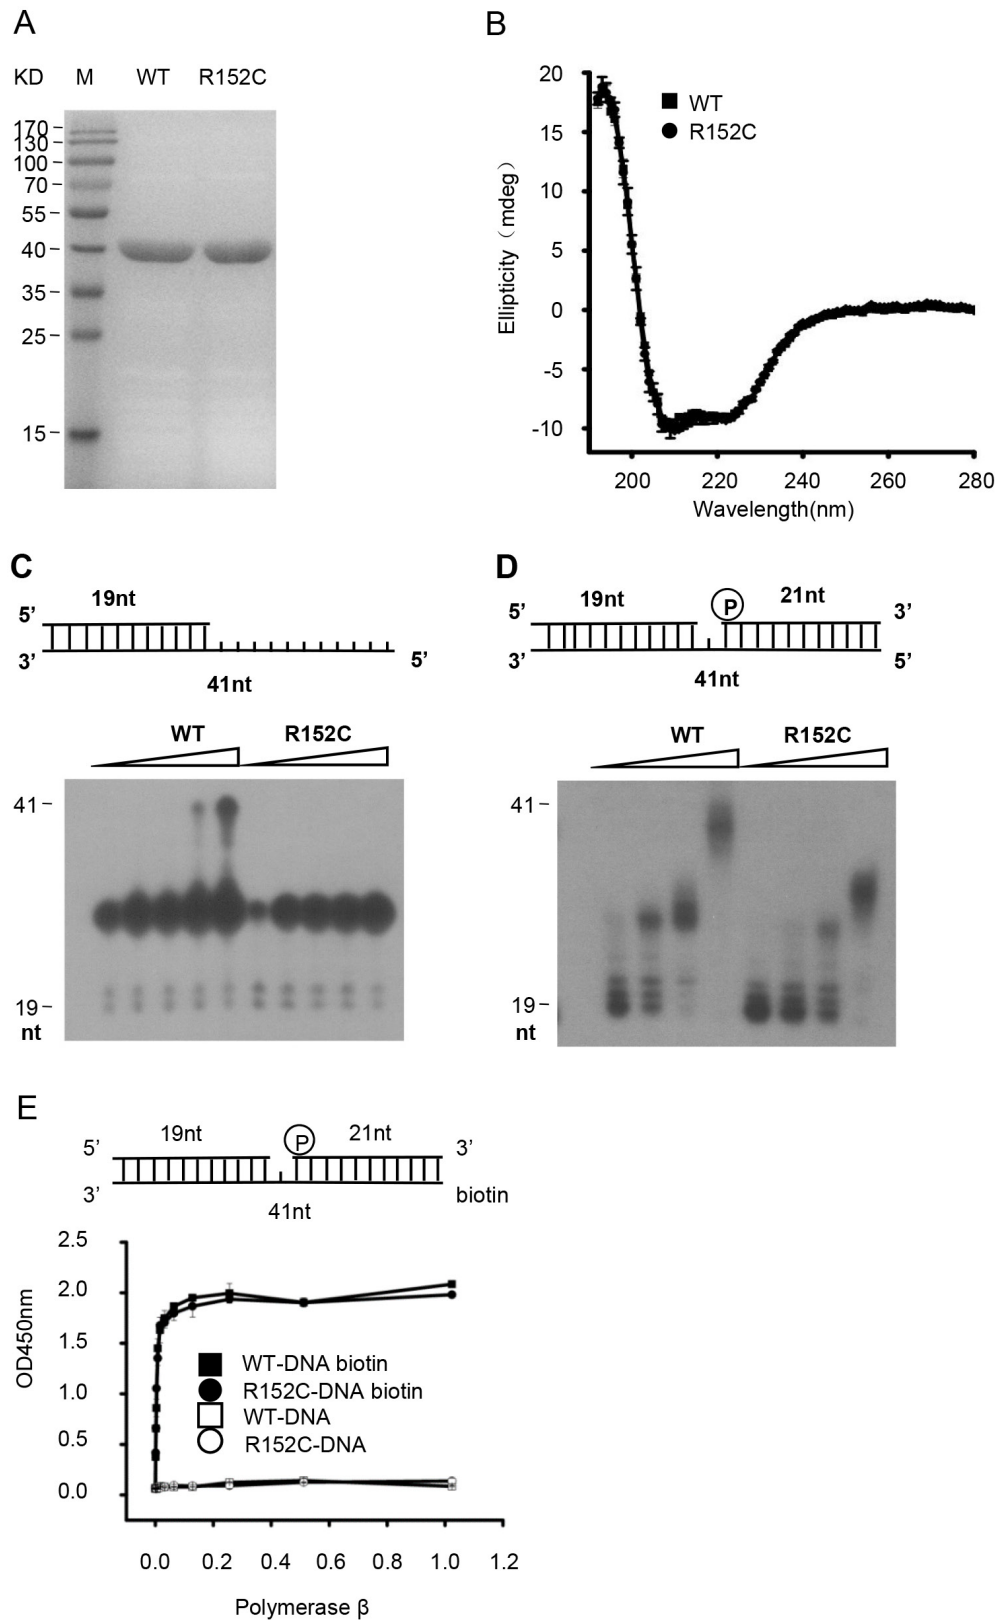 A
KD M WT R152C
170
130
100
70
55
40
35
25
15
B
20
15
10
5
0
-5
-10
Ellipticity（mdeg）
WT
R152C
200 220 240 260 280
Wavelength(nm)
C
19nt
5’
3’
5’
41nt
WT R152C
41
19
nt
D
19nt P 21nt
5’ 3’
3’ 5’
41nt
WT R152C
41
19
nt
E
19nt P 21nt
5’ 3’
3’ biotin
41nt
2.5
2.0
1.5
1.0
0.5
0.0
OD450nm
WT-DNA biotin
R152C-DNA biotin
WT-DNA
R152C-DNA
0.0 0.2 0.4 0.6 0.8 1.0 1.2
Polymerase β